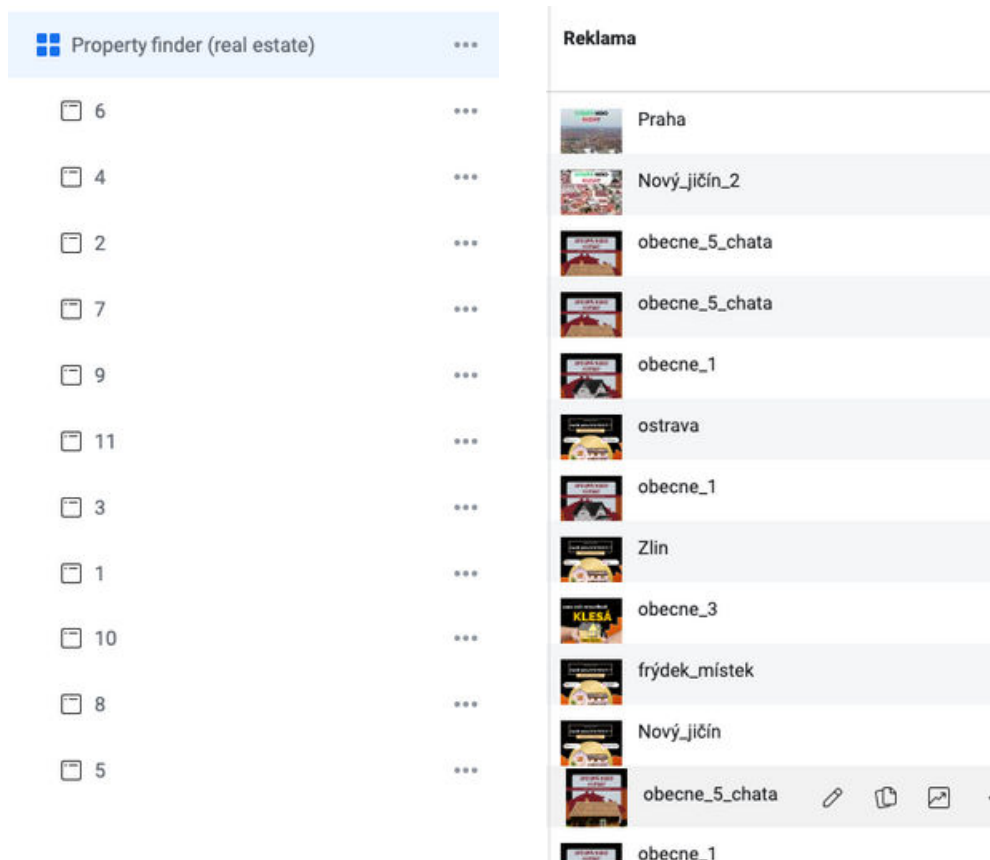 Property finder (real estate)
6
4
2
7
9
11
3
1
10
8
5
Reklama
Praha
Nový_jičín_2
obecne_5_chata
obecne_5_chata
obecne_1
ostrava
obecne_1
Zlin
KLESÁ
obecne_3
frýdek_místek
Nový_jičín
obecne_5_chata
obecne_1